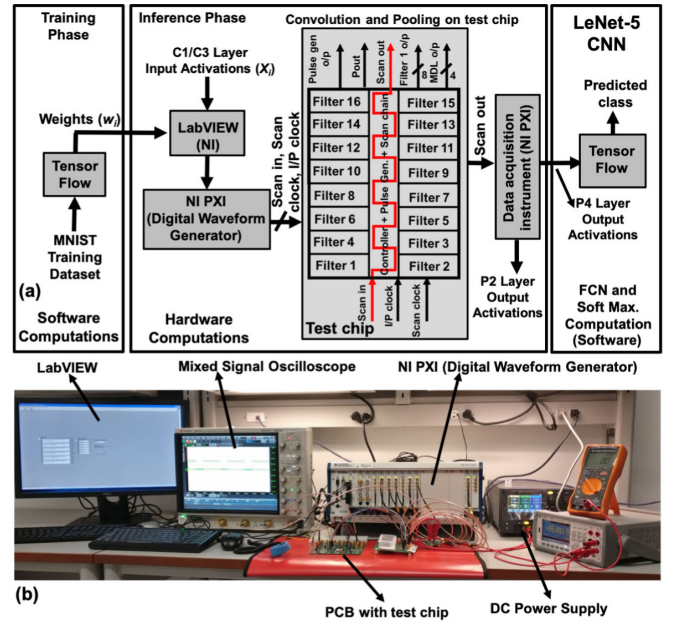 Training
Phase
Inference Phase
Convolution and Pooling on test chip
LeNet-5
CNN
C1/C3 Layer
Input Activations (Xi)
Weights (wi)
Tensor
Flow
MNIST
Training
Dataset
LabVIEW
(NI)
NI PXI
(Digital Waveform
Generator)
Scan in, Scan
clock, I/P clock
Pulse gen
o/p
Pout
Scan out
Filter 1 o/p
MDL o/p
8
4
Filter 16
Filter 15
Filter 14
Filter 13
Filter 12
Filter 11
Filter 10
Filter 9
Filter 8
Filter 7
Filter 6
Filter 5
Filter 4
Filter 3
Filter 1
Filter 2
Controller + Pulse Gen. + Scan chain
Scan in
I/P clock
Scan clock
Test chip
Scan out
Data acquisition
instrument (NI PXI)
P2 Layer
Output
Activations
Predicted
class
Tensor
Flow
P4 Layer
Output
Activations
FCN and
Soft Max.
Computation
(Software)
(a)
Software
Computations
Hardware
Computations
LabVIEW
Mixed Signal Oscilloscope
NI PXI (Digital Waveform Generator)
(b)
PCB with test chip
DC Power Supply